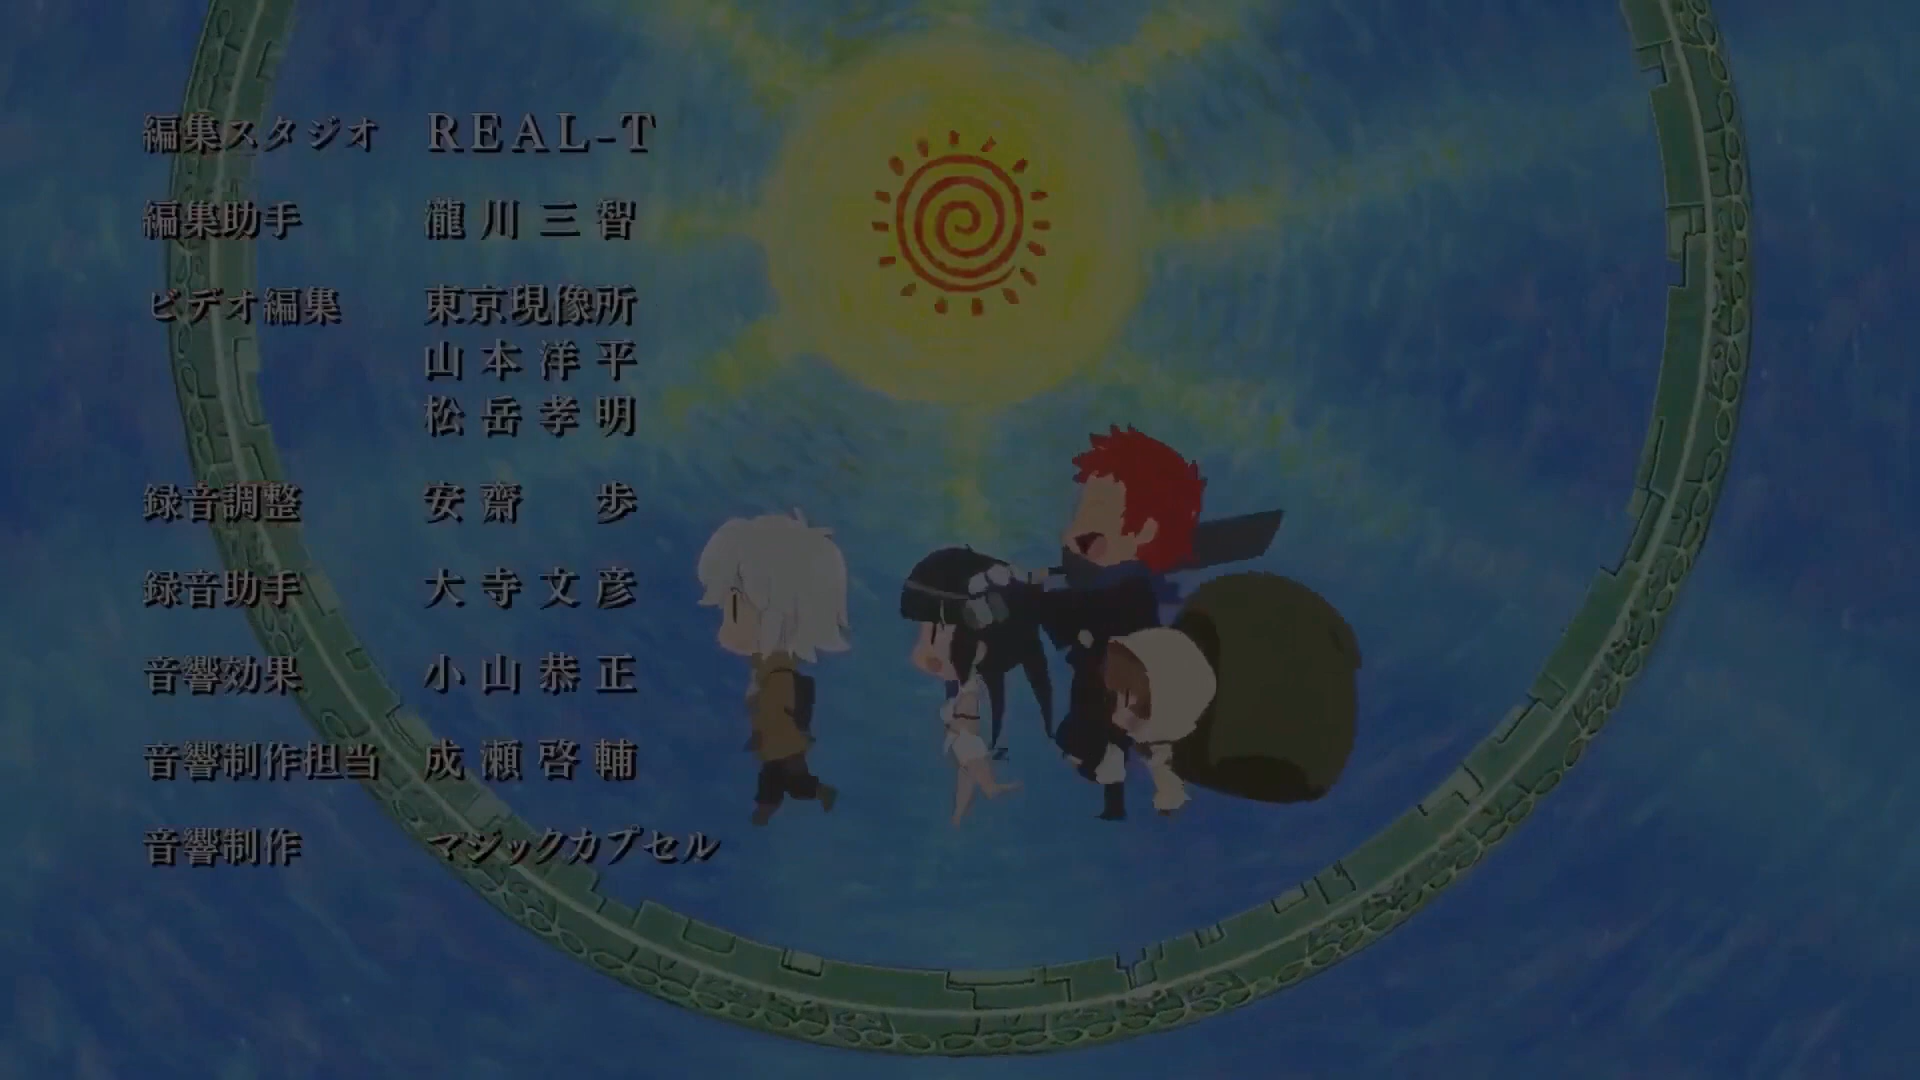 編集スタジオ REAL-T
編集助手 瀧川三智
ビデオ編集 東京現像所
山本洋平
松岳孝明
録音調整 安齋 歩
録音助手 大寺文彦
音響効果 小山恭正
音響制作担当 成瀬啓輔
音響制作 マジックカプセル